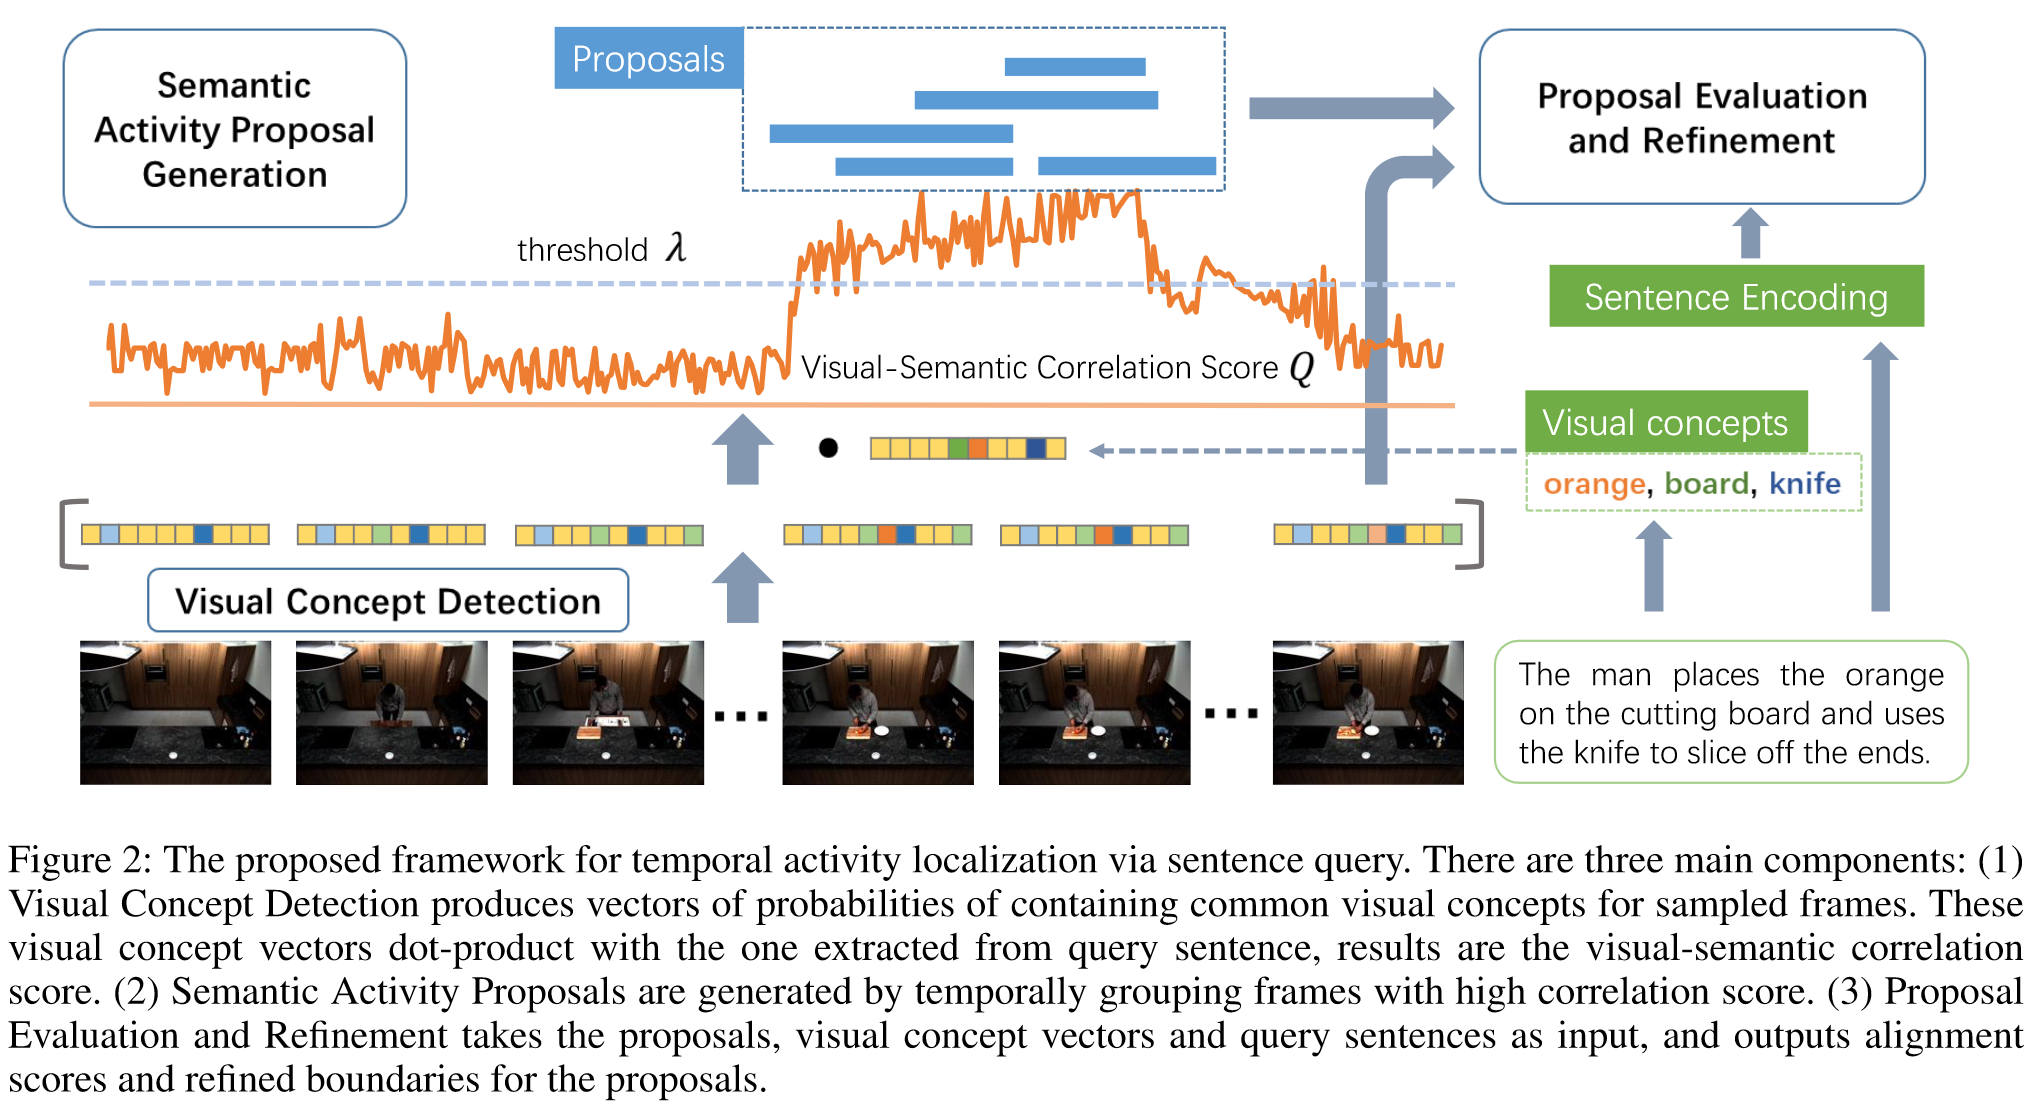 Semantic
Activity Proposal
Generation
Proposals
Proposal Evaluation
and Refinement
threshold λ
Sentence Encoding
Visual-Semantic Correlation Score Q
Visual concepts
orange, board, knife
Visual Concept Detection
The man places the orange
on the cutting board and uses
the knife to slice off the ends.
Figure 2: The proposed framework for temporal activity localization via sentence query. There are three main components: (1)
Visual Concept Detection produces vectors of probabilities of containing common visual concepts for sampled frames. These
visual concept vectors dot-product with the one extracted from query sentence, results are the visual-semantic correlation
score. (2) Semantic Activity Proposals are generated by temporally grouping frames with high correlation score. (3) Proposal
Evaluation and Refinement takes the proposals, visual concept vectors and query sentences as input, and outputs alignment
scores and refined boundaries for the proposals.